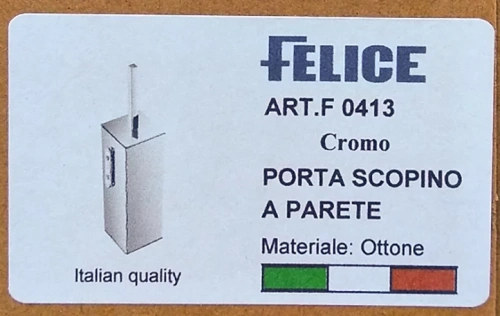 FELICE
ART.F 0413
Cromo
PORTA SCOPINO
A PARETE
Materiale: Ottone
Italian quality